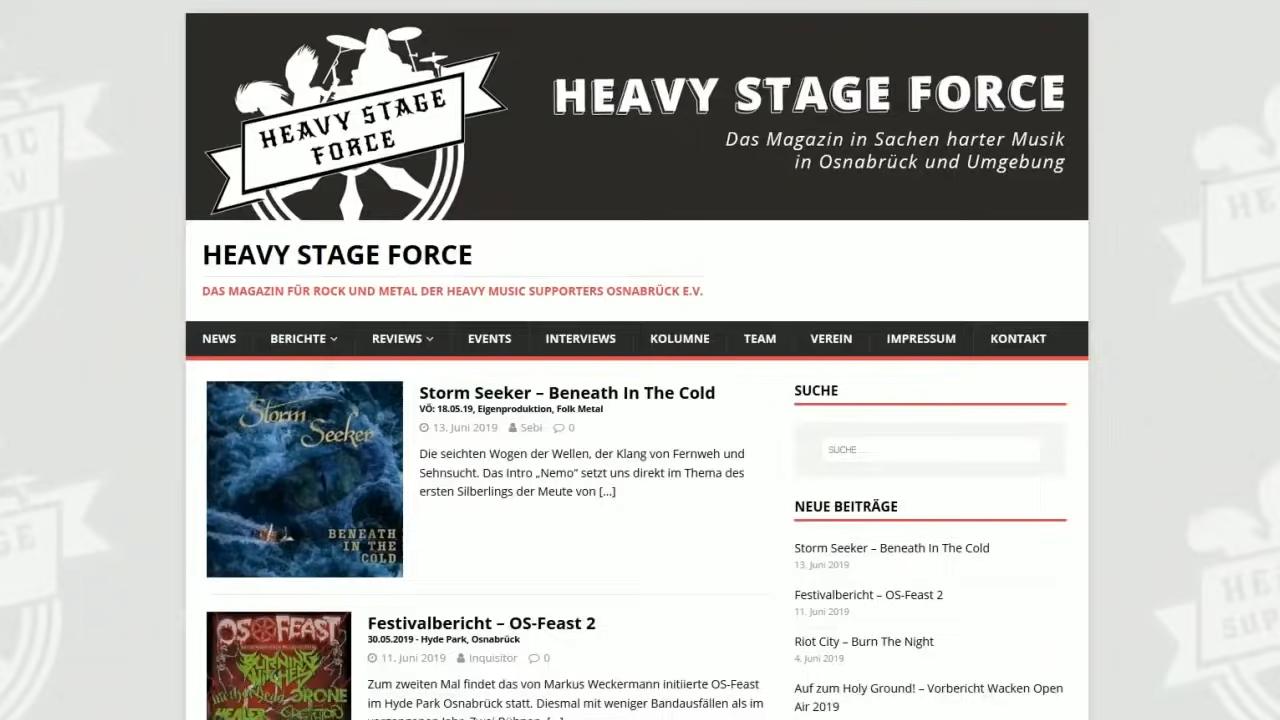 HEAVY STAGE
FORCE
HEAVY STAGE FORCE
Das Magazin in Sachen harter Musik
in Osnabrück und Umgebung
HEAVY STAGE FORCE
DAS MAGAZIN FÜR ROCK UND METAL DER HEAVY MUSIC SUPPORTERS OSNABRÜCK E.V.
NEWS BERICHTE REVIEWS EVENTS INTERVIEWS KOLUMNE TEAM VEREIN IMPRESSUM KONTAKT
Storm
Seeker
BENEATH
IN THE
COLD
Storm Seeker – Beneath In The Cold
VÖ: 18.05.19, Eigenproduktion, Folk Metal
13. Juni 2019 Sebi 0
Die seichten Wogen der Wellen, der Klang von Fernweh und
Sehnsucht. Das Intro „Nemo“ setzt uns direkt im Thema des
ersten Silberlings der Meute von [...]
OS FEAST
BURNING
WITCHES
Festivalbericht – OS-Feast 2
30.05.2019 - Hyde Park, Osnabrück
11. Juni 2019 Inquisitor 0
Zum zweiten Mal findet das von Markus Weckermann initiierte OS-Feast
im Hyde Park Osnabrück statt. Diesmal mit weniger Bandausfällen als im
SUCHE
SUCHE ...
NEUE BEITRÄGE
Storm Seeker – Beneath In The Cold
13. Juni 2019
Festivalbericht – OS-Feast 2
11. Juni 2019
Riot City – Burn The Night
4. Juni 2019
Auf zum Holy Ground! – Vorbericht Wacken Open
Air 2019